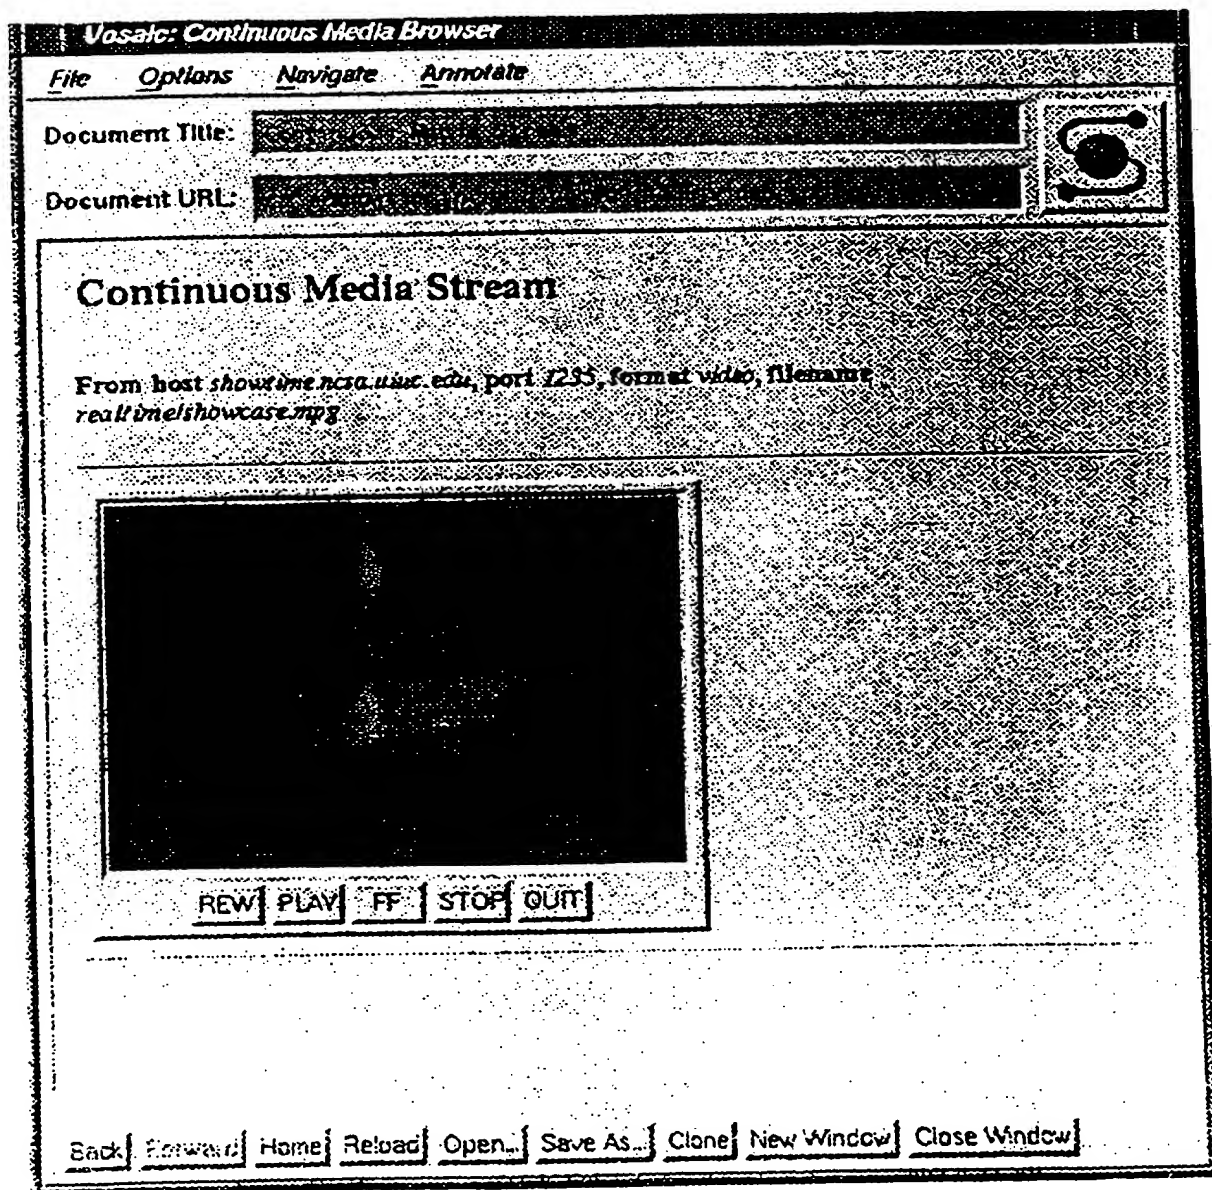 Vosaic: Continuous Media Browser
File Options Navigate Annotate
Document Title:
Document URL:
Continuous Media Stream
From host showtime.ncsa.uiuc.edu, port 1235, format video, filename
realtime/showcase.mpg
REW PLAY FF STOP QUIT
Back Forward Home Reload Open... Save As... Clone New Window Close Window